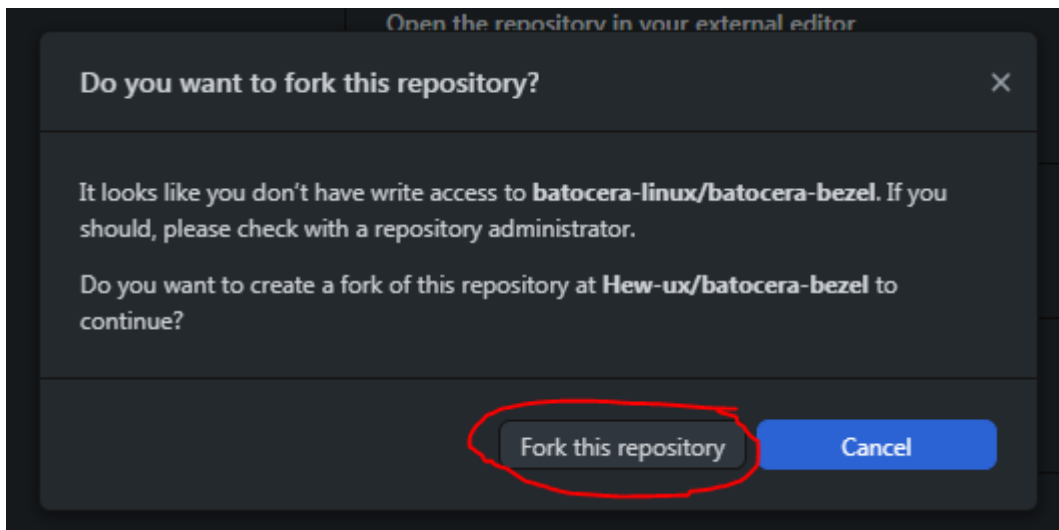 Open the repository in your external editor
Do you want to fork this repository?
It looks like you don't have write access to batocera-linux/batocera-bezel. If you
should, please check with a repository administrator.
Do you want to create a fork of this repository at Hew-ux/batocera-bezel to
continue?
Fork this repository
Cancel